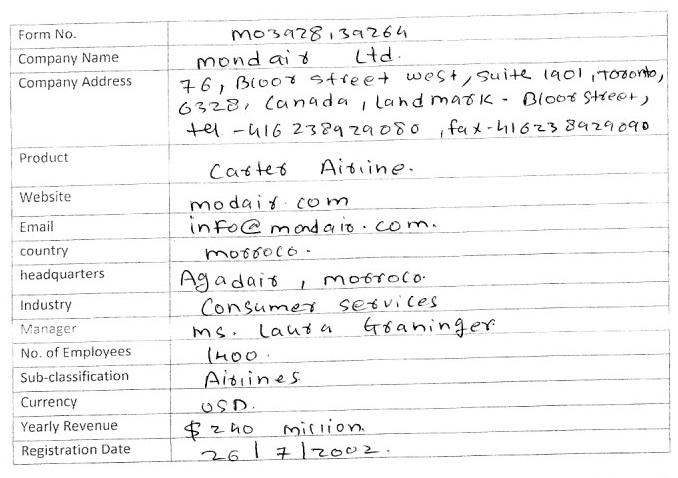 Form No. M03928139264
Company Name mondair Ltd.
Company Address 76, Bloor street west, suite 1901, Toronto,
6328, Canada, Landmark - Bloor Street,
tel - 416 238929080, fax - 416238929090
Product Carter Airline.
Website modair.com
Email info@mondair.com.
country morroco.
headquarters Agadair, morroco.
Industry Consumer services
Manager ms. Laura Graninger
No. of Employees 1400.
Sub-classification Airlines
Currency USD.
Yearly Revenue $ 240 million
Registration Date 26/7/2002.